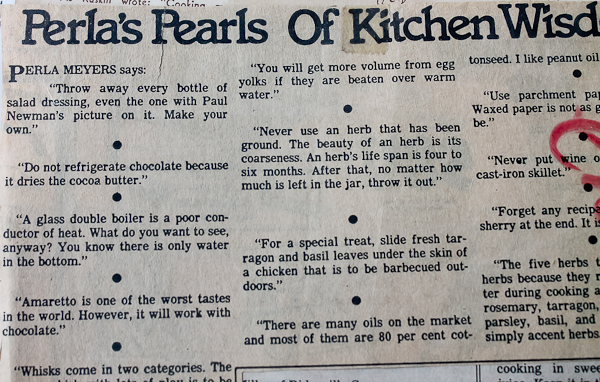 Perla's Pearls Of Kitchen Wisd
PERLA MEYERS says:
"Throw away every bottle of
salad dressing, even the one with Paul
Newman's picture on it. Make your
own."
"Do not refrigerate chocolate because
it dries the cocoa butter."
"A glass double boiler is a poor con-
ductor of heat. What do you want to see,
anyway? You know there is only water
in the bottom."
"Amaretto is one of the worst tastes
in the world. However, it will work with
chocolate."
"Whisks come in two categories. The
"You will get more volume from egg
yolks if they are beaten over warm
water."
"Never use an herb that has been
ground. The beauty of an herb is its
coarseness. An herb's life span is four to
six months. After that, no matter how
much is left in the jar, throw it out."
"For a special treat, slide fresh tar-
ragon and basil leaves under the skin of
a chicken that is to be barbecued out-
doors."
"There are many oils on the market
and most of them are 80 per cent cot-
tonseed. I like peanut oil
"Use parchment pap
Waxed paper is not as g
be."
"Never put wine o
cast-iron skillet."
"Forget any recip
sherry at the end. It is
"The five herbs t
herbs because they r
ter during cooking a
rosemary, tarragon,
parsley, basil, and
simply accent herbs.
cooking in swee